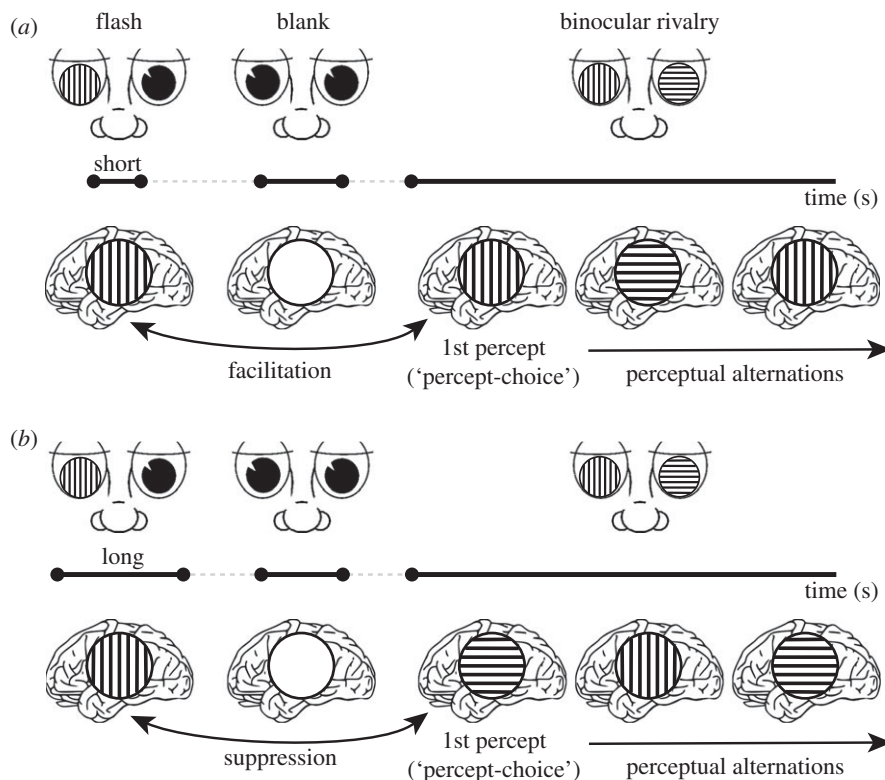 (a)
flash
blank
binocular rivalry
short
time (s)
facilitation
1st percept
(‘percept-choice’)
perceptual alternations
(b)
long
time (s)
suppression
1st percept
(‘percept-choice’)
perceptual alternations